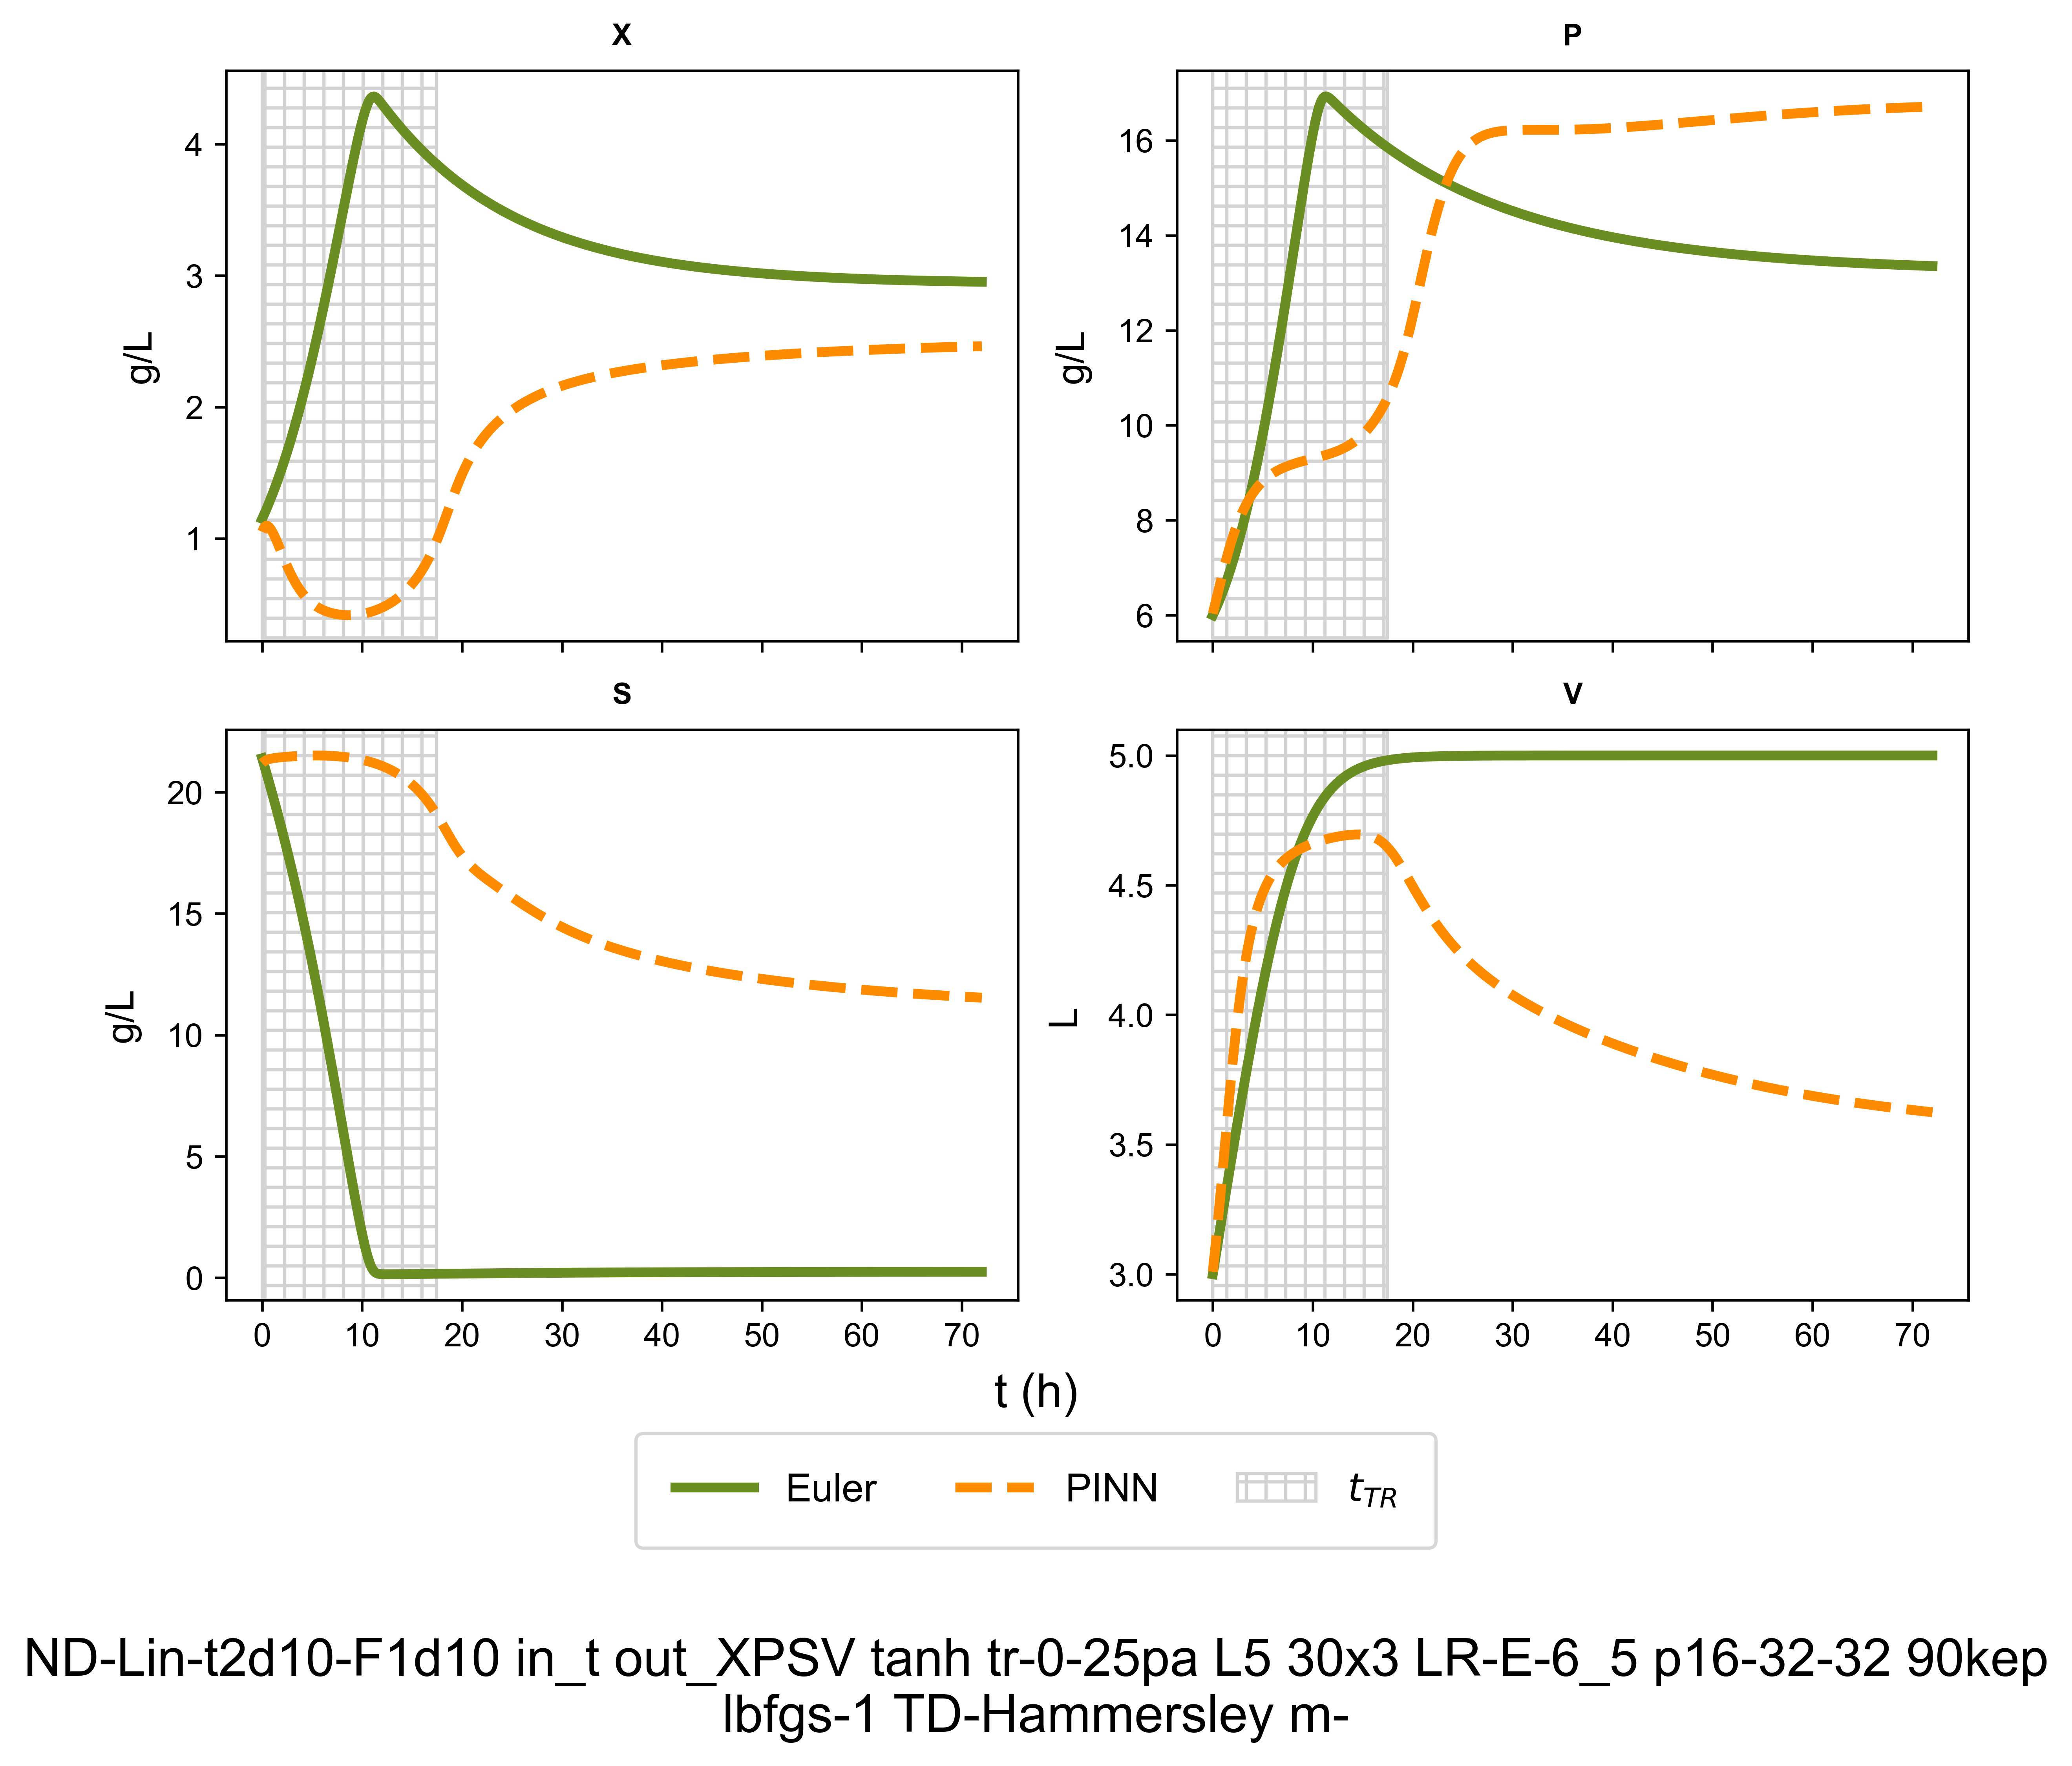 X
P
4
3
2
1
g/L
16
14
12
10
8
6
g/L
S
V
20
15
10
5
0
g/L
5.0
4.5
4.0
3.5
3.0
L
0 10 20 30 40 50 60 70
0 10 20 30 40 50 60 70
t (h)
Euler PINN t_TR
ND-Lin-t2d10-F1d10 in_t out_XPSV tanh tr-0-25pa L5 30x3 LR-E-6_5 p16-32-32 90kep
lbfgs-1 TD-Hammersley m-